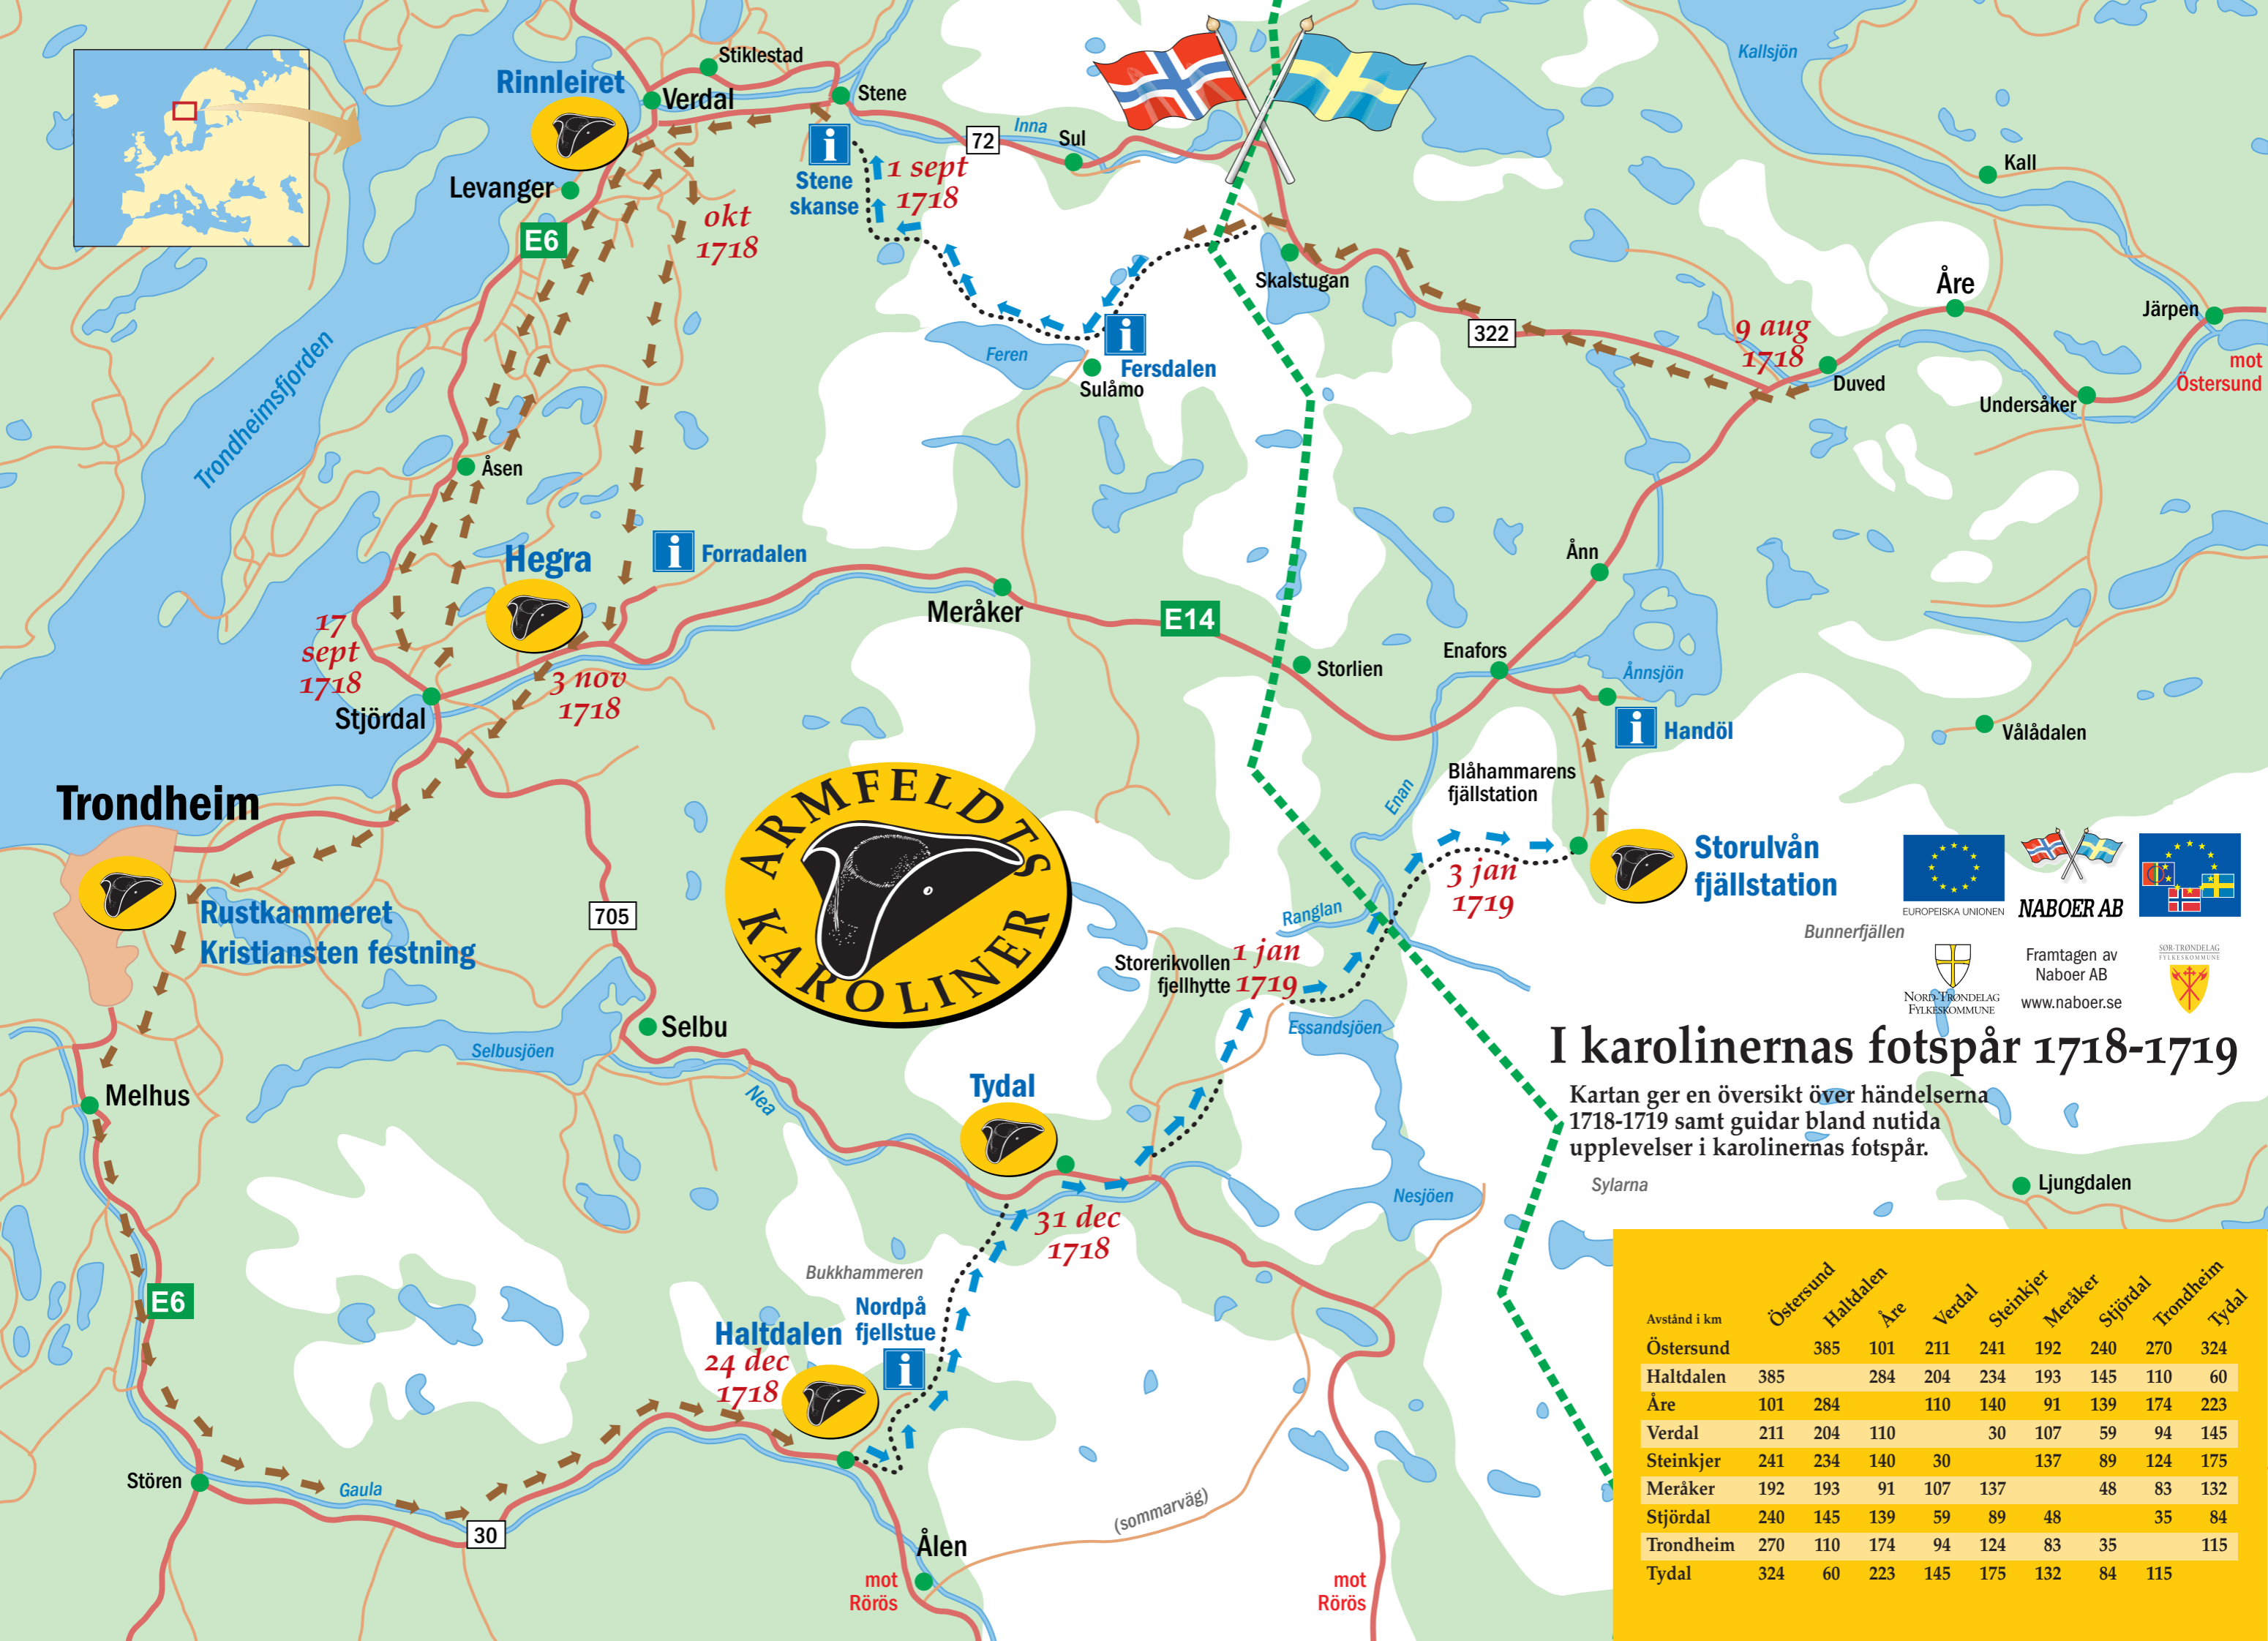 Kallsjön
Stiklestad
Rinnleiret
Verdal
Stene
72
Inna
Sul
Kall
Levanger
Stene
skanse
1 sept
1718
okt
1718
E6
Skalstugan
Åre
Järpen
322
9 aug
1718
mot
Östersund
Duved
Undersåker
Trondheimsfjorden
Feren
Fersdalen
Sulåmo
Åsen
Hegra
Forradalen
Ånn
Meråker
E14
17
sept
1718
3 nov
1718
Stjördal
Storlien
Enafors
Ånnsjön
Handöl
Vålådalen
Trondheim
ARMFELDTS
KAROLINER
Enan
Blåhammarens
fjällstation
Storulvån
fjällstation
3 jan
1719
Rustkammeret
Kristiansten festning
705
Ranglan
Bunnerfjällen
EUROPEISKA UNIONEN
NABOER AB
Storerikvollen
fjellhytte
1 jan
1719
NORD-TRØNDELAG
FYLKESKOMMUNE
Framtagen av
Naboer AB
www.naboer.se
SØR-TRØNDELAG
FYLKESKOMMUNE
Selbu
Selbusjöen
Essandsjöen
I karolinernas fotspår 1718-1719
Kartan ger en översikt över händelserna
1718-1719 samt guidar bland nutida
upplevelser i karolinernas fotspår.
Melhus
Nea
Tydal
Sylarna
Nesjöen
Ljungdalen
31 dec
1718
Bukkhammeren
E6
Nordpå
fjellstue
Haltdalen
24 dec
1718
Stören
Gaula
30
(sommarväg)
Ålen
mot
Rörös
mot
Rörös
Avstånd i km Östersund Haltdalen Åre Verdal Steinkjer Meråker Stjördal Trondheim Tydal
Östersund 385 101 211 241 192 240 270 324
Haltdalen 385 284 204 234 193 145 110 60
Åre 101 284 110 140 91 139 174 223
Verdal 211 204 110 30 107 59 94 145
Steinkjer 241 234 140 30 137 89 124 175
Meråker 192 193 91 107 137 48 83 132
Stjördal 240 145 139 59 89 48 35 84
Trondheim 270 110 174 94 124 83 35 115
Tydal 324 60 223 145 175 132 84 115